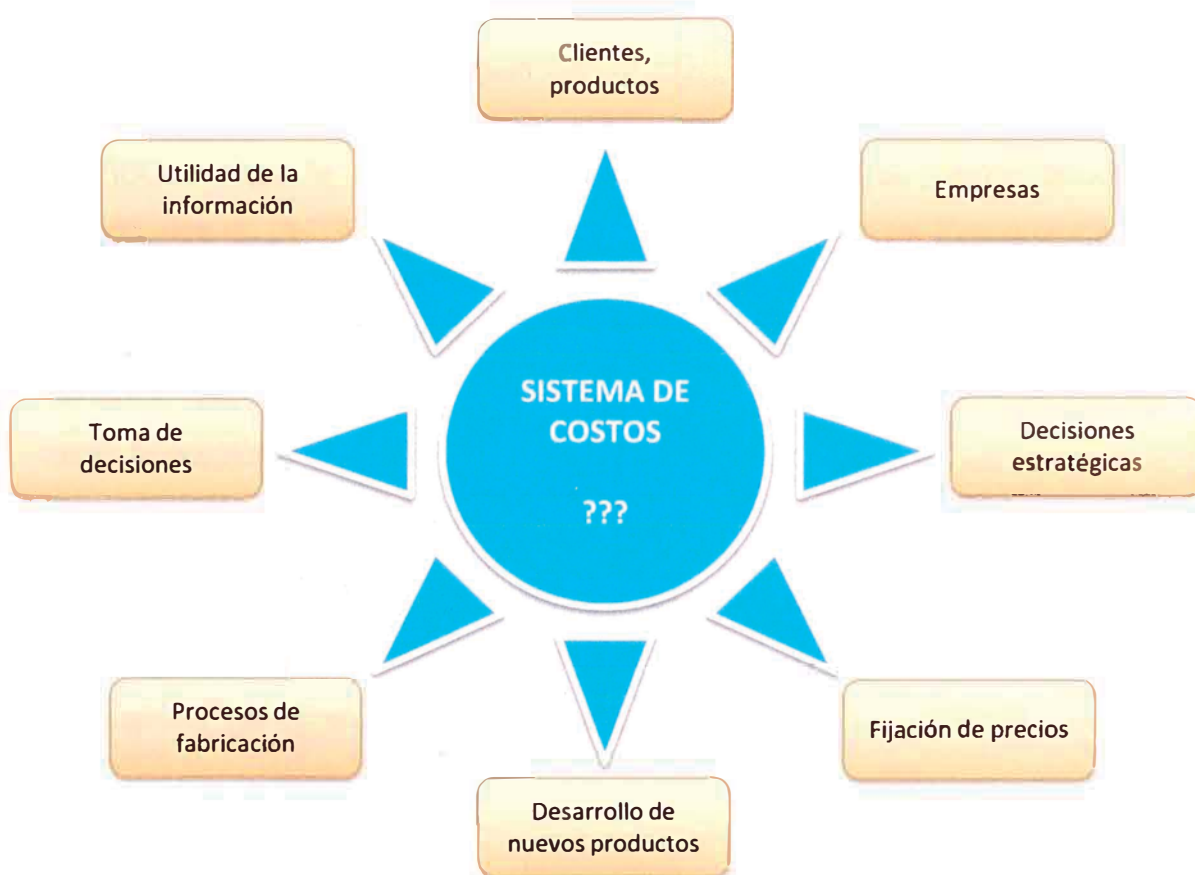 Clientes,
productos
Utilidad de la
información
Empresas
SISTEMA DE
COSTOS
???
Toma de
decisiones
Decisiones
estratégicas
Procesos de
fabricación
Fijación de precios
Desarrollo de
nuevos productos